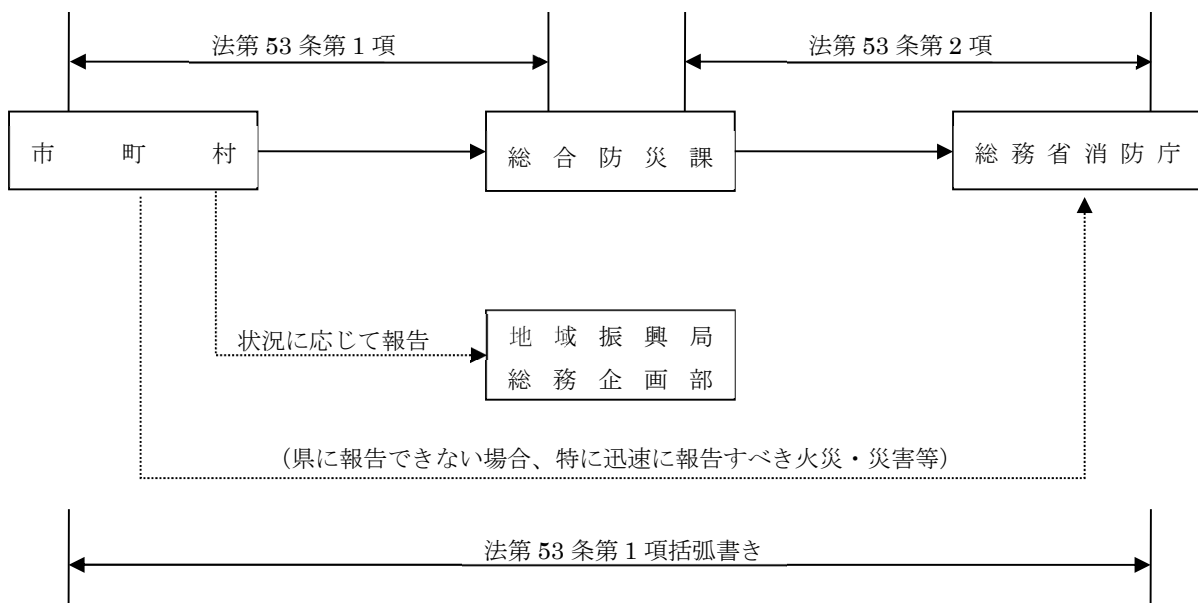 法第 53 条第 1 項
法第 53 条第 2 項
市町村
総合防災課
総務省消防庁
状況に応じて報告
地域振興局
総務企画部
（県に報告できない場合、特に迅速に報告すべき火災・災害等）
法第 53 条第 1 項括弧書き